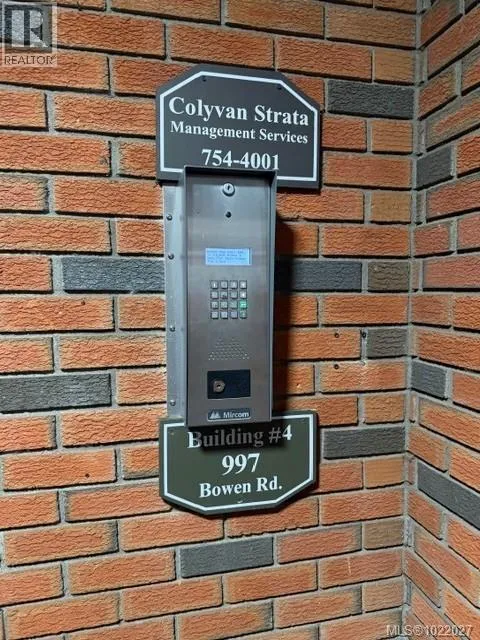 REALTOR®
Colyvan Strata
Management Services
754-4001
Mircom
Building #4
997
Bowen Rd.
MLS®1022027